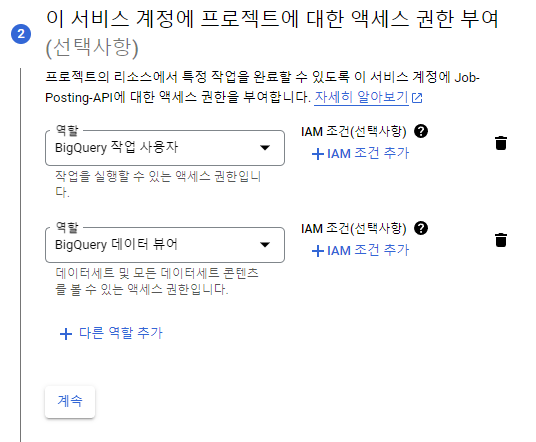 2
이 서비스 계정에 프로젝트에 대한 액세스 권한 부여
(선택사항)
프로젝트의 리소스에서 특정 작업을 완료할 수 있도록 이 서비스 계정에 Job-
Posting-API에 대한 액세스 권한을 부여합니다. 자세히 알아보기
역할
BigQuery 작업 사용자
IAM 조건(선택사항) ?
+ IAM 조건 추가
작업을 실행할 수 있는 액세스 권한입니
다.
역할
BigQuery 데이터 뷰어
IAM 조건(선택사항) ?
+ IAM 조건 추가
데이터세트 및 모든 데이터세트 콘텐츠
를 볼 수 있는 액세스 권한입니다.
+ 다른 역할 추가
계속